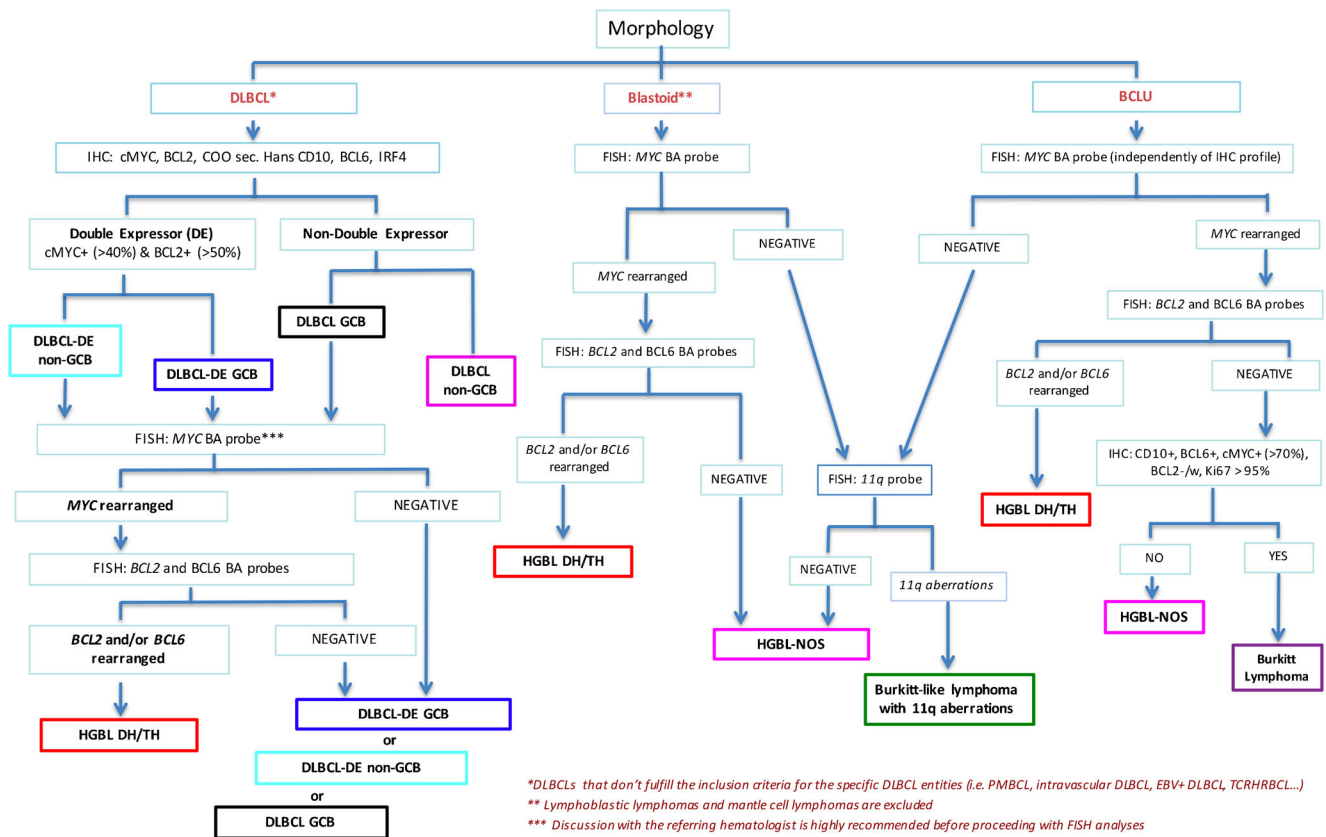 Morphology
DLBCL*
IHC: cMYC, BCL2, COO sec. Hans CD10, BCL6, IRF4
Double Expressor (DE)
cMYC+ (>40%) & BCL2+ (>50%)
Non-Double Expressor
DLBCL GCB
DLBCL-DE
non-GCB
DLBCL-DE GCB
DLBCL
non-GCB
FISH: MYC BA probe***
MYC rearranged
NEGATIVE
FISH: BCL2 and BCL6 BA probes
BCL2 and/or BCL6
rearranged
NEGATIVE
HGBL DH/TH
DLBCL-DE GCB
or
DLBCL-DE non-GCB
or
DLBCL GCB
Blastoid**
FISH: MYC BA probe
NEGATIVE
MYC rearranged
FISH: BCL2 and BCL6 BA probes
BCL2 and/or BCL6
rearranged
NEGATIVE
HGBL DH/TH
FISH: 11q probe
NEGATIVE
11q aberrations
HGBL-NOS
Burkitt-like lymphoma
with 11q aberrations
BCLU
FISH: MYC BA probe (independently of IHC profile)
NEGATIVE
MYC rearranged
FISH: BCL2 and BCL6 BA probes
BCL2 and/or BCL6
rearranged
NEGATIVE
IHC: CD10+, BCL6+, cMYC+ (>70%),
BCL2-/w, Ki67 >95%
HGBL DH/TH
NO
YES
HGBL-NOS
Burkitt
Lymphoma
*DLBCLs that don't fulfill the inclusion criteria for the specific DLBCL entities (i.e. PMBCL, intravascular DLBCL, EBV+ DLBCL, TCRHRBCL...)
** Lymphoblastic lymphomas and mantle cell lymphomas are excluded
*** Discussion with the referring hematologist is highly recommended before proceeding with FISH analyses